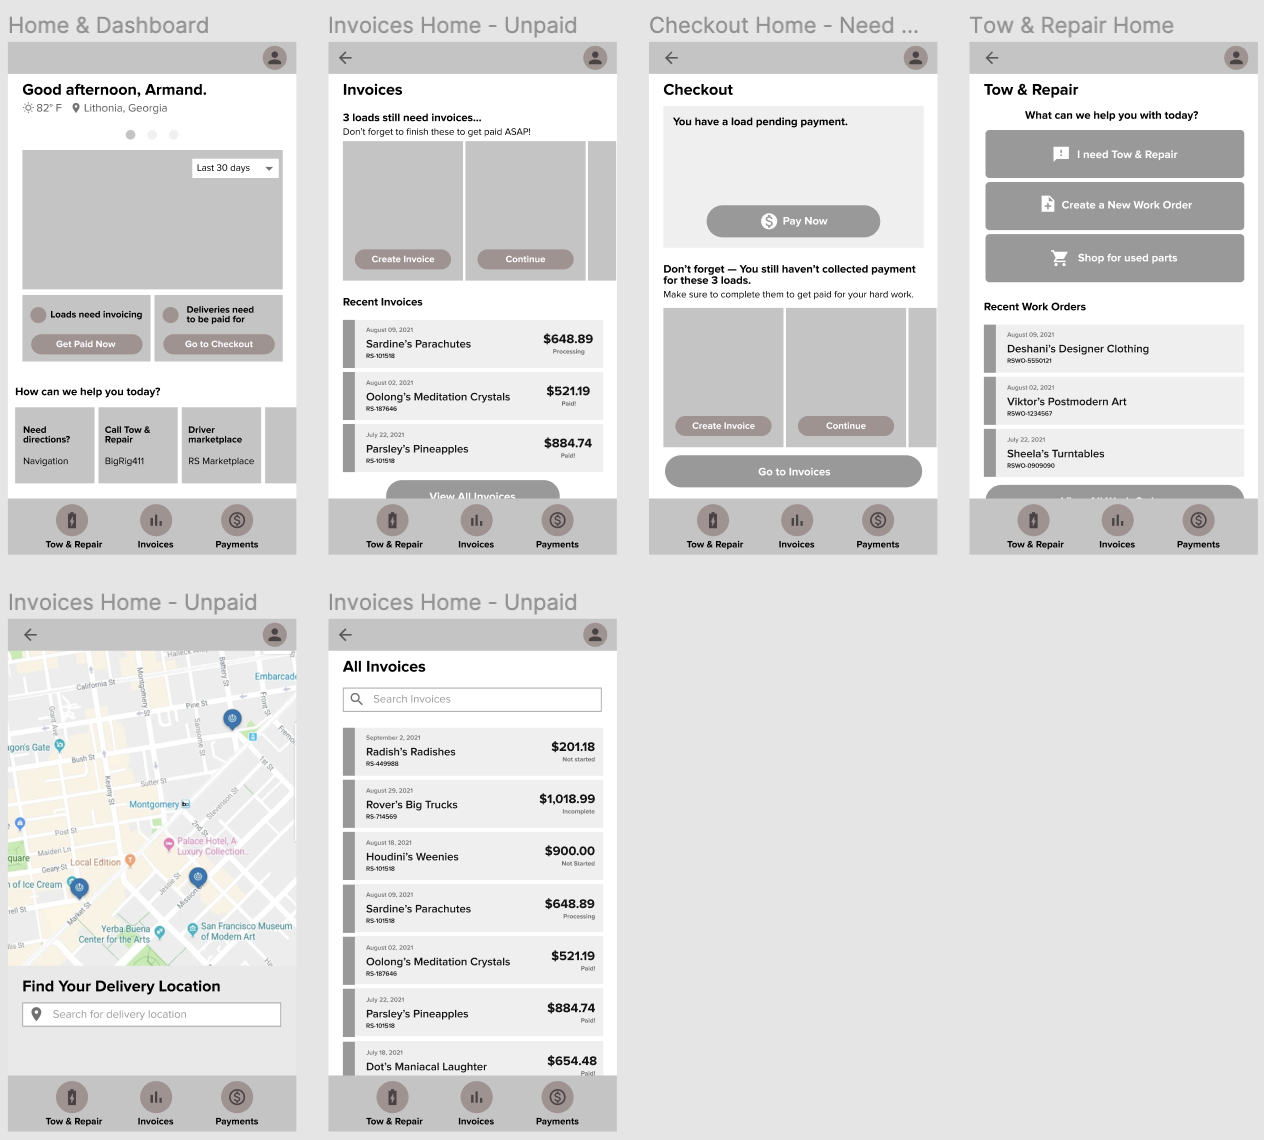 Home & Dashboard
Good afternoon, Armand.
82° F Lithonia, Georgia
Last 30 days
Loads need invoicing
Get Paid Now
Deliveries need
to be paid for
Go to Checkout
How can we help you today?
Need
directions?
Navigation
Call Tow &
Repair
BigRig411
Driver
marketplace
RS Marketplace
Tow & Repair
Invoices
Payments
Invoices Home - Unpaid
Invoices
3 loads still need invoices...
Don't forget to finish these to get paid ASAP!
Create Invoice
Continue
Recent Invoices
August 09, 2021
Sardine's Parachutes
RS-101518
$648.89
Processing
August 02, 2021
Oolong's Meditation Crystals
RS-187646
$521.19
Paid!
July 22, 2021
Parsley's Pineapples
RS-101518
$884.74
Paid!
View All Invoices
Tow & Repair
Invoices
Payments
Checkout Home - Need ...
Checkout
You have a load pending payment.
Pay Now
Don't forget — You still haven't collected payment
for these 3 loads.
Make sure to complete them to get paid for your hard work.
Create Invoice
Continue
Go to Invoices
Tow & Repair
Invoices
Payments
Tow & Repair Home
Tow & Repair
What can we help you with today?
I need Tow & Repair
Create a New Work Order
Shop for used parts
Recent Work Orders
August 09, 2021
Deshani's Designer Clothing
RSWO-5550121
August 02, 2021
Viktor's Postmodern Art
RSWO-1234567
July 22, 2021
Sheela's Turntables
RSWO-0909090
Tow & Repair
Invoices
Payments
Invoices Home - Unpaid
Halleck St
Battery St
Montgomery St
California St
Embarcade
Front St
Pine St
Grant Ave
Sansome St
Fremo
agon's Gate
Bush St
1st St
Kearny St
Sutter St
Stevenson St
Montgomery
2nd St
Post St
Palace Hotel, A
Luxury Collection...
Maiden Ln
quare
Local Edition
Geary St
Jessie St
n of Ice Cream
Mission
rrell St
Market St
Yerba Buena
Center for the Arts
San Francisco Museum
of Modern Art
Find Your Delivery Location
Search for delivery location
Tow & Repair
Invoices
Payments
Invoices Home - Unpaid
All Invoices
Search Invoices
September 2, 2021
Radish's Radishes
RS-449988
$201.18
Not started
August 29, 2021
Rover's Big Trucks
RS-714569
$1,018.99
Incomplete
August 18, 2021
Houdini's Weenies
RS-101518
$900.00
Not Started
August 09, 2021
Sardine's Parachutes
RS-101518
$648.89
Processing
August 02, 2021
Oolong's Meditation Crystals
RS-187646
$521.19
Paid!
July 22, 2021
Parsley's Pineapples
RS-101518
$884.74
Paid!
July 18, 2021
Dot's Maniacal Laughter
$654.48
Paid!
Tow & Repair
Invoices
Payments